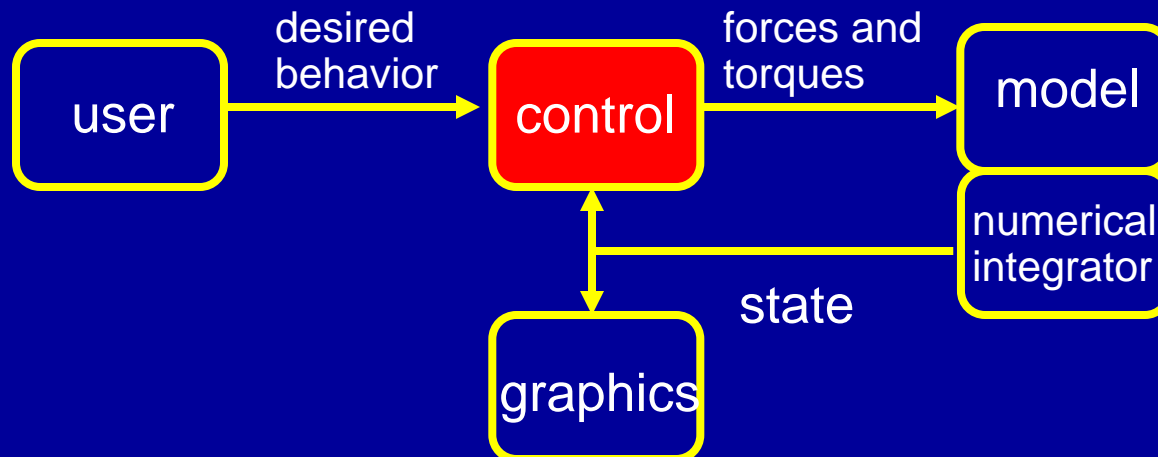 user
desired
behavior
control
forces and
torques
model
numerical
integrator
state
graphics